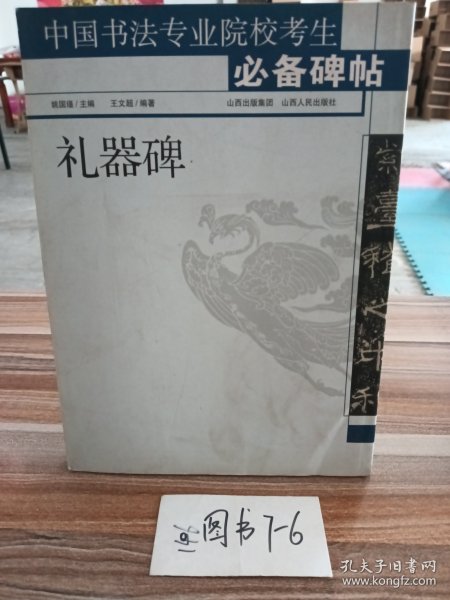 中国书法专业院校考生
必备碑帖
姚国瑾/主编 王文超/编著 山西出版集团 山西人民出版社
礼器碑
图书7-6
孔夫子旧书网
www.kongfz.com